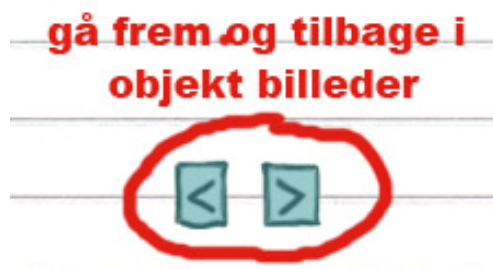 gå frem og tilbage i
objekt billeder
< >